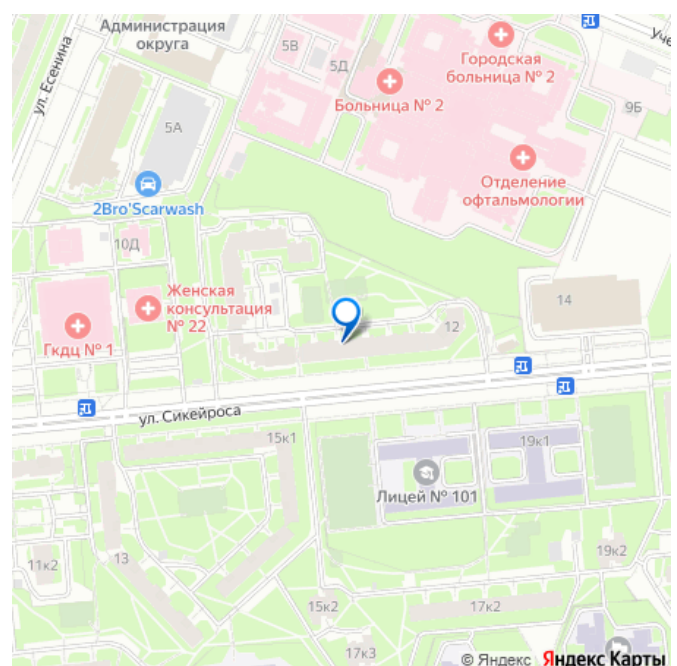 Администрация
округа
ул. Есенина
5В
5Д
Городская
больница № 2
Больница № 2
9Б
5А
Отделение
офтальмологии
2Bro'Scarwash
10Д
Женская
консультация
№ 22
Гкдц № 1
12
14
ул. Сикейроса
15к1
19к1
Лицей № 101
13
11к2
19к2
15к2
17к2
17к3
© Яндекс Яндекс Карты